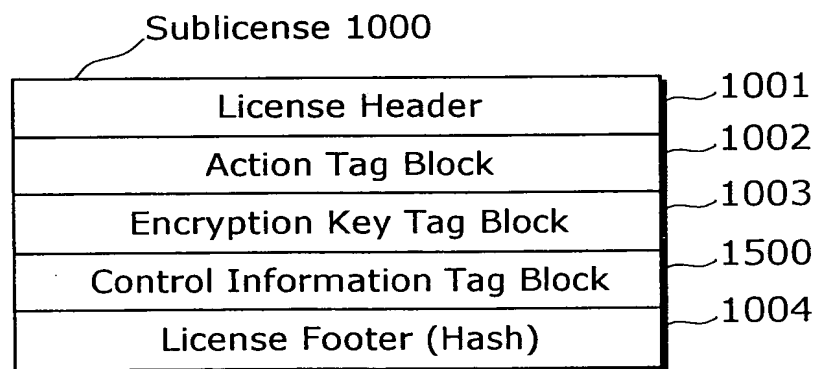 Sublicense 1000
License Header 1001
Action Tag Block 1002
Encryption Key Tag Block 1003
Control Information Tag Block 1500
License Footer (Hash) 1004